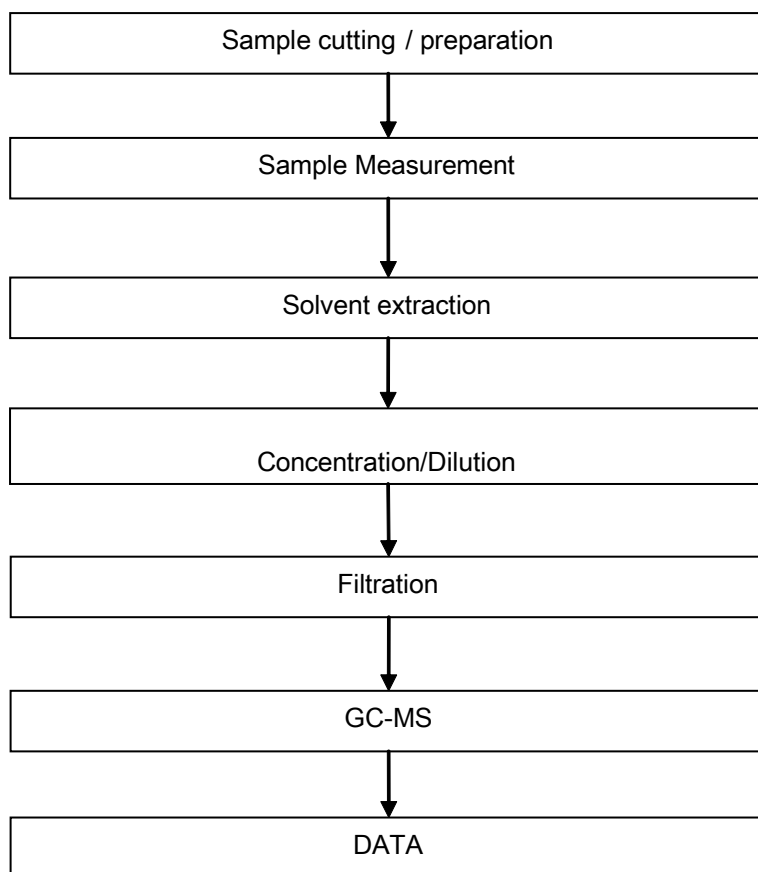 Sample cutting / preparation
Sample Measurement
Solvent extraction
Concentration/Dilution
Filtration
GC-MS
DATA